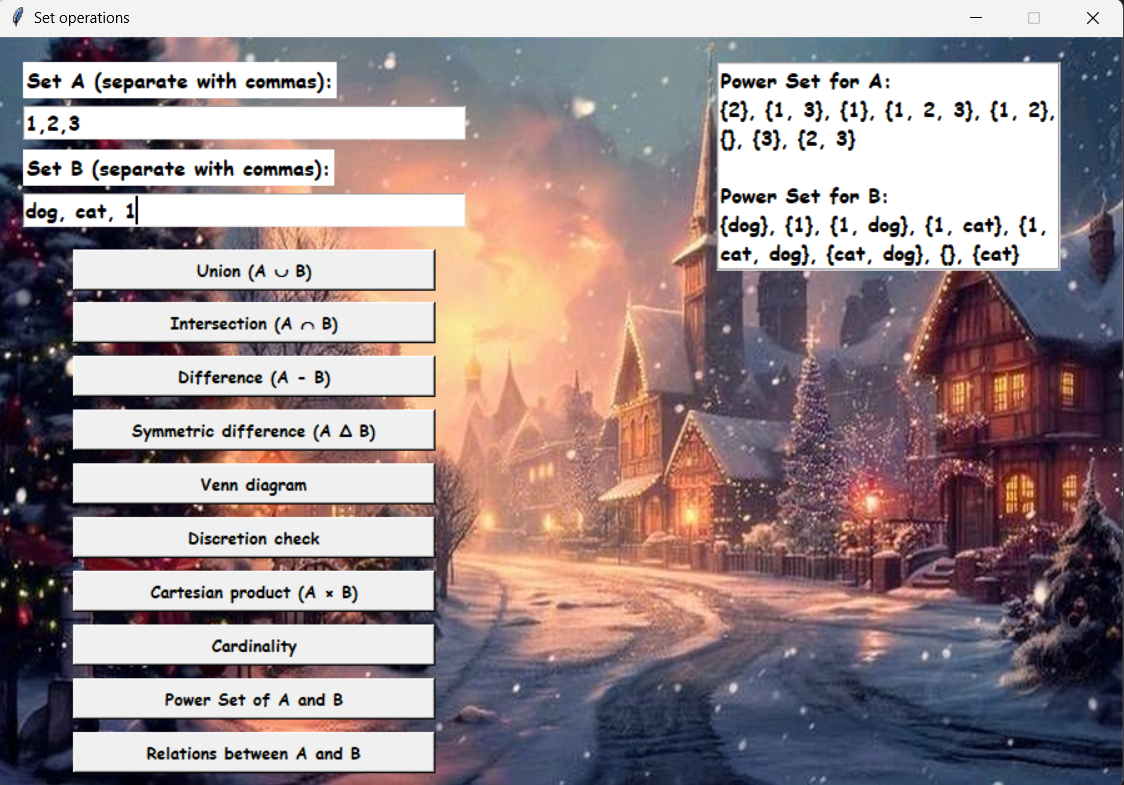 Set operations
Set A (separate with commas):
1,2,3
Set B (separate with commas):
dog, cat, 1
Union (A ∪ B)
Intersection (A ∩ B)
Difference (A - B)
Symmetric difference (A Δ B)
Venn diagram
Discretion check
Cartesian product (A × B)
Cardinality
Power Set of A and B
Relations between A and B
Power Set for A:
{2}, {1, 3}, {1}, {1, 2, 3}, {1, 2},
{}, {3}, {2, 3}
Power Set for B:
{dog}, {1}, {1, dog}, {1, cat}, {1,
cat, dog}, {cat, dog}, {}, {cat}